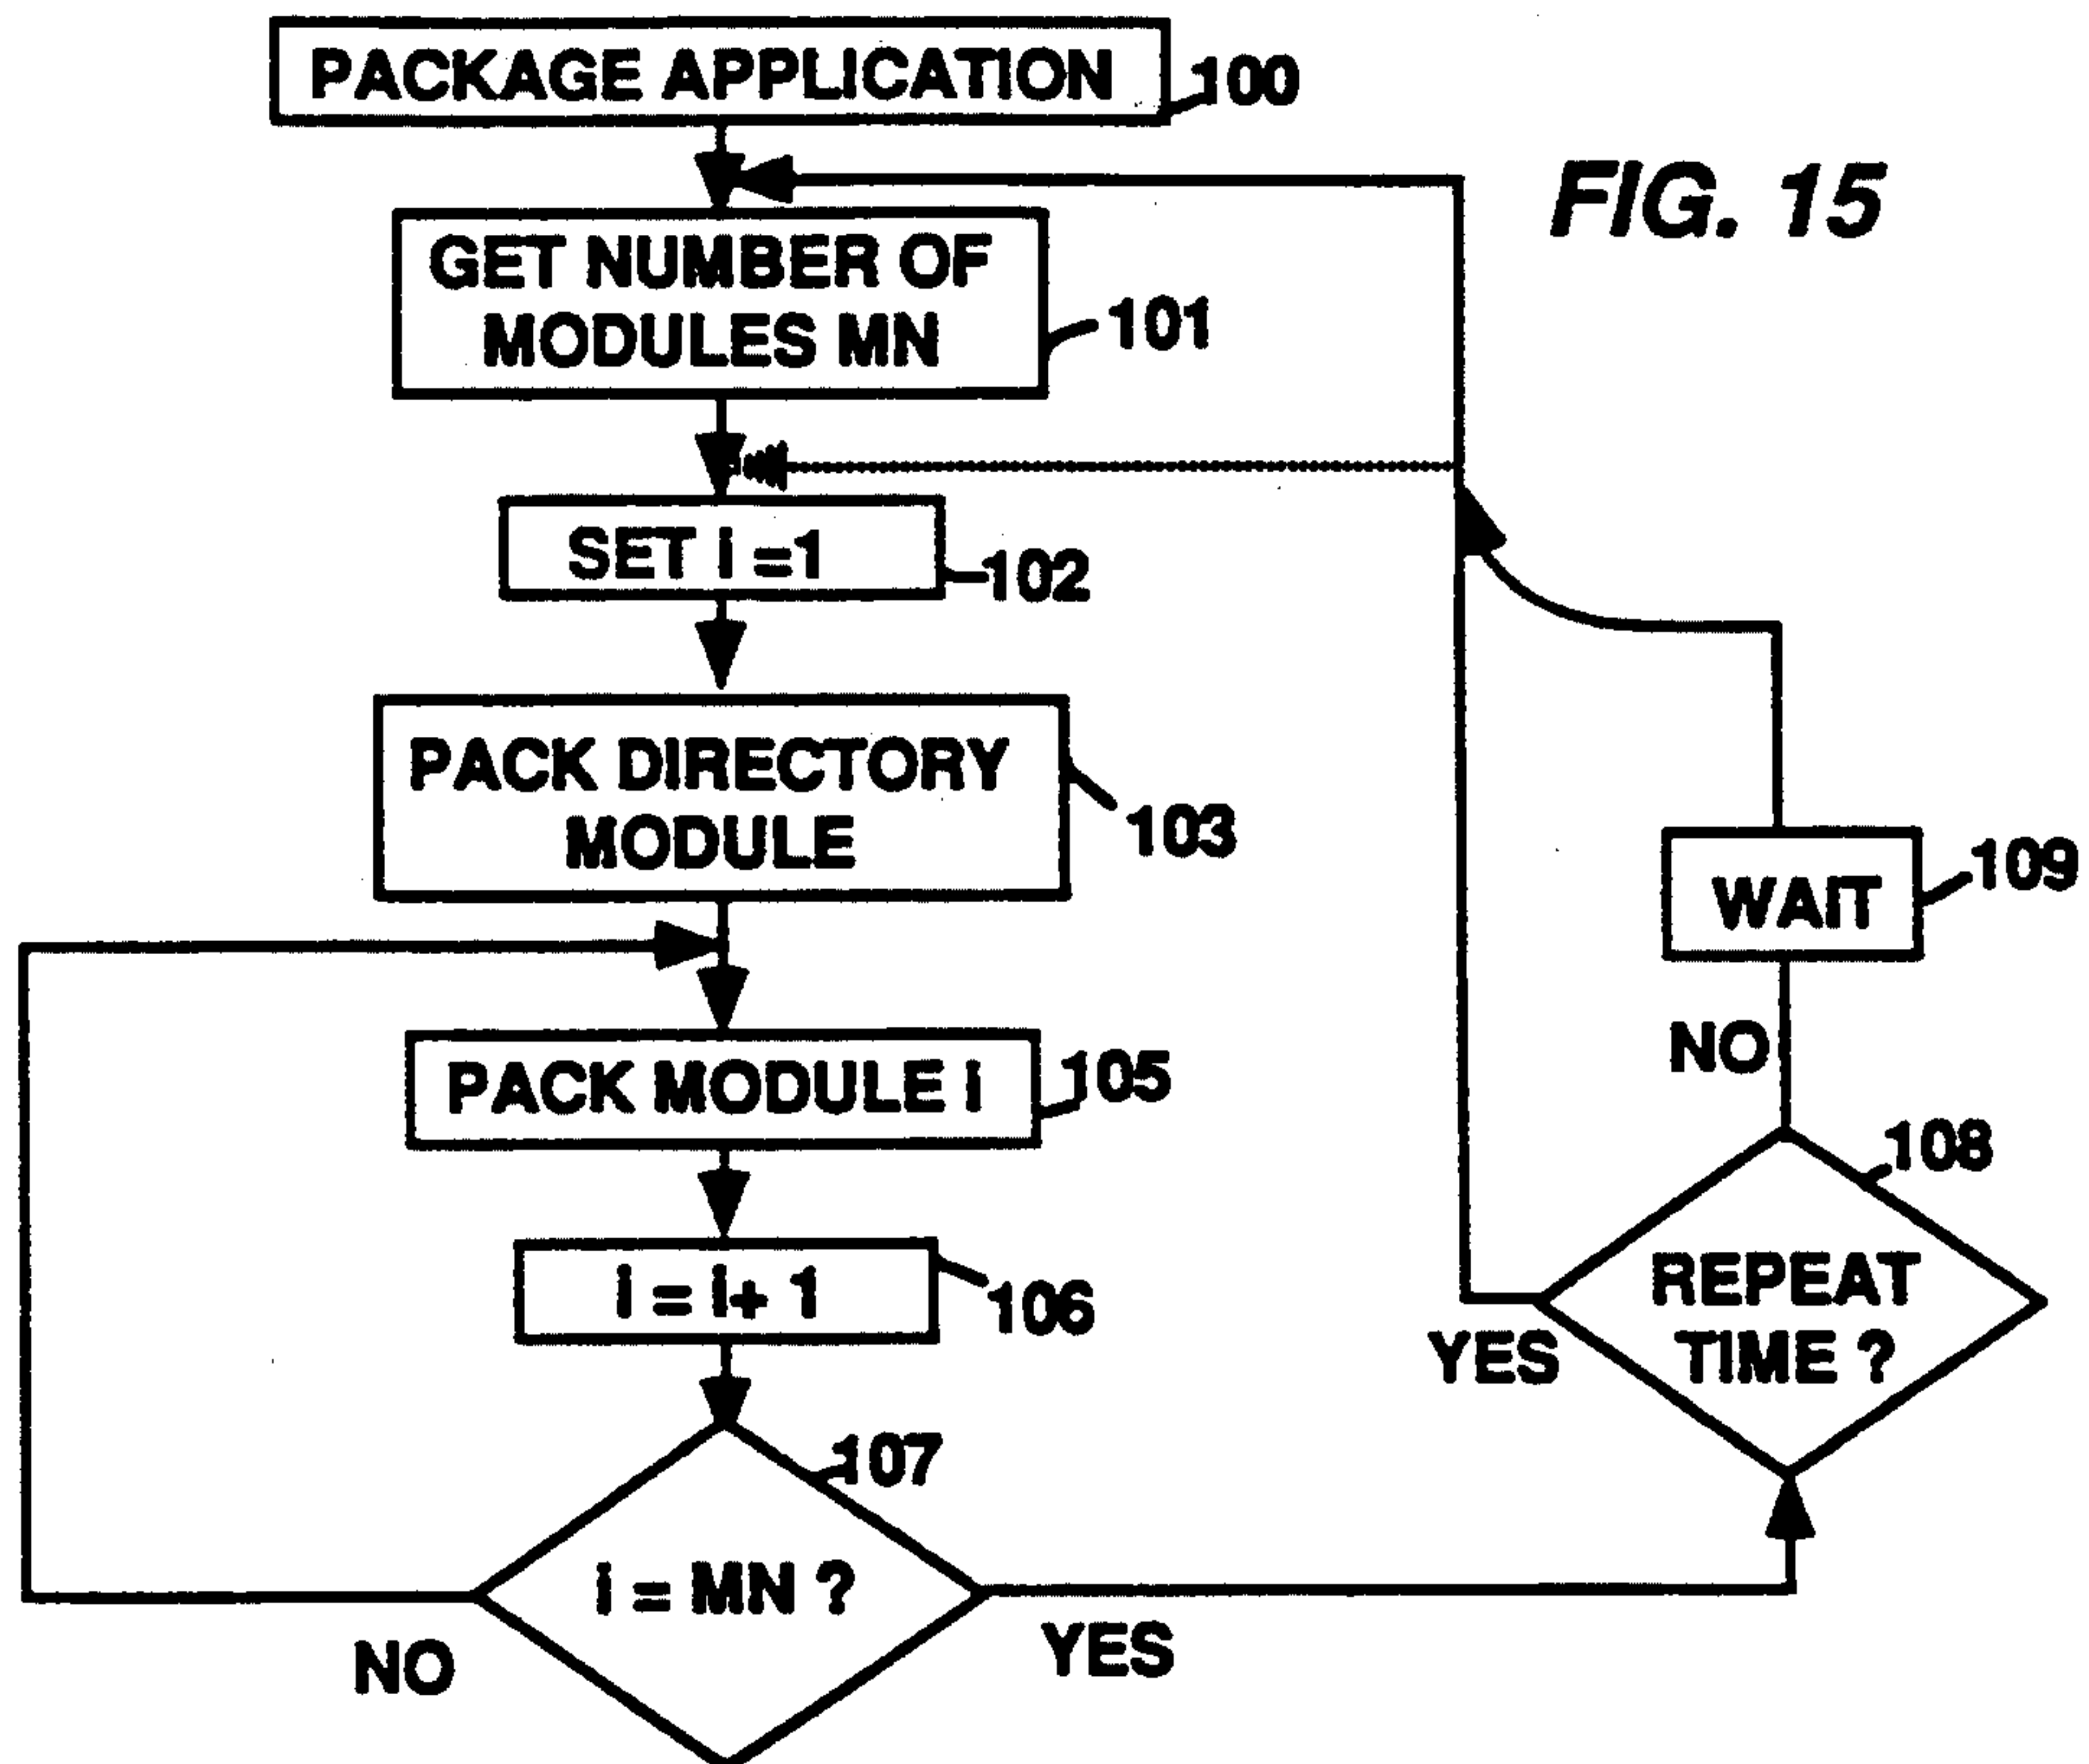 PACKAGE APPLICATION
100
FIG. 15
GET NUMBER OF
MODULES MN
101
SET i =1
102
PACK DIRECTORY
MODULE
103
WAIT
109
NO
PACK MODULE i
105
108
REPEAT
TIME ?
YES
i = i+ 1
106
107
i = MN ?
NO
YES